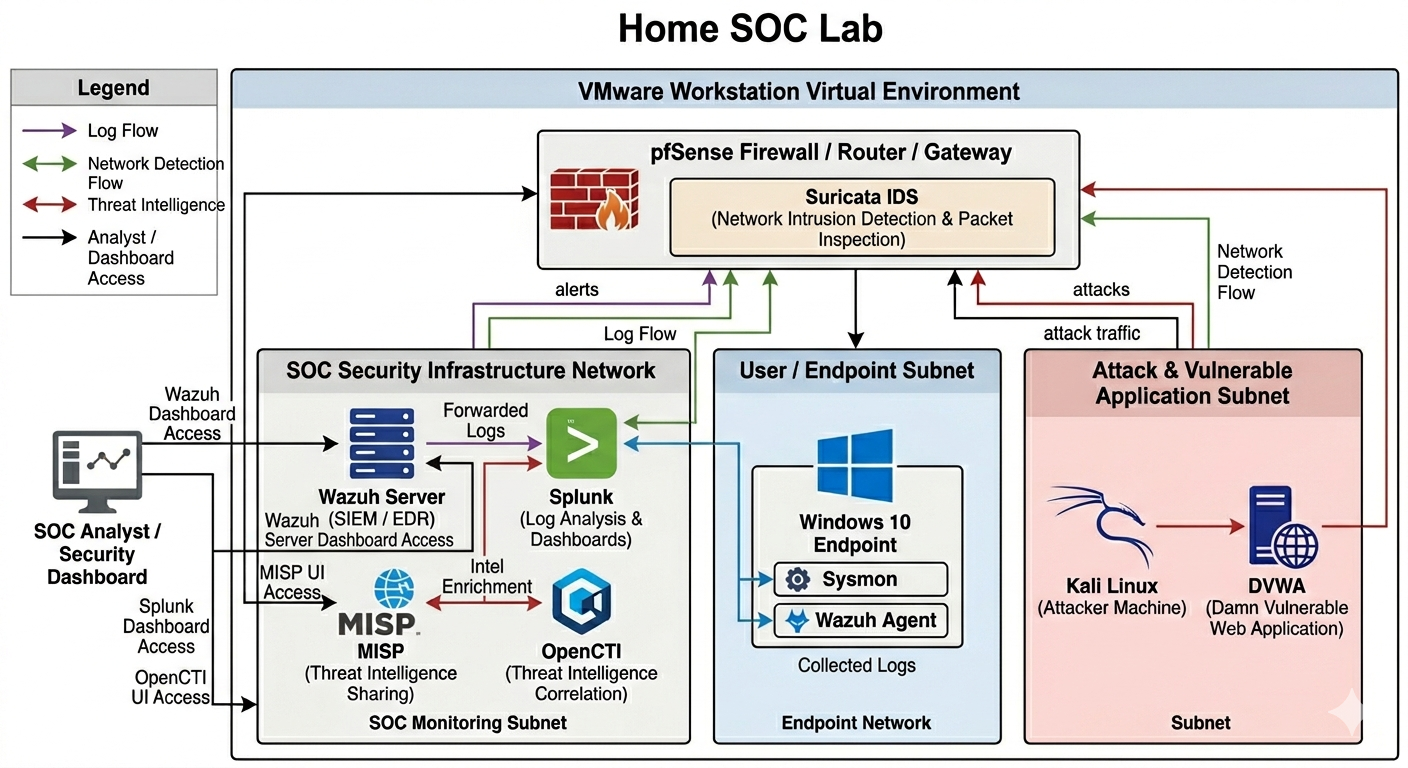 Home SOC Lab
Legend
Log Flow
Network Detection
Flow
Threat Intelligence
Analyst /
Dashboard
Access
VMware Workstation Virtual Environment
pfSense Firewall / Router / Gateway
Suricata IDS
(Network Intrusion Detection & Packet
Inspection)
alerts
Log Flow
attacks
attack traffic
Network
Detection
Flow
Wazuh
Dashboard
Access
SOC Analyst /
Security
Dashboard
Splunk
Dashboard
Access
OpenCTI
UI Access
SOC Security Infrastructure Network
Forwarded
Logs
Wazuh Server
(SIEM / EDR)
Wazuh
Server Dashboard Access
Splunk
(Log Analysis &
Dashboards)
MISP UI
Access
Intel
Enrichment
MISP
MISP
(Threat Intelligence
Sharing)
OpenCTI
(Threat Intelligence
Correlation)
SOC Monitoring Subnet
User / Endpoint Subnet
Windows 10
Endpoint
Sysmon
Wazuh Agent
Collected Logs
Endpoint Network
Attack & Vulnerable
Application Subnet
Kali Linux
(Attacker Machine)
DVWA
(Damn Vulnerable
Web Application)
Subnet